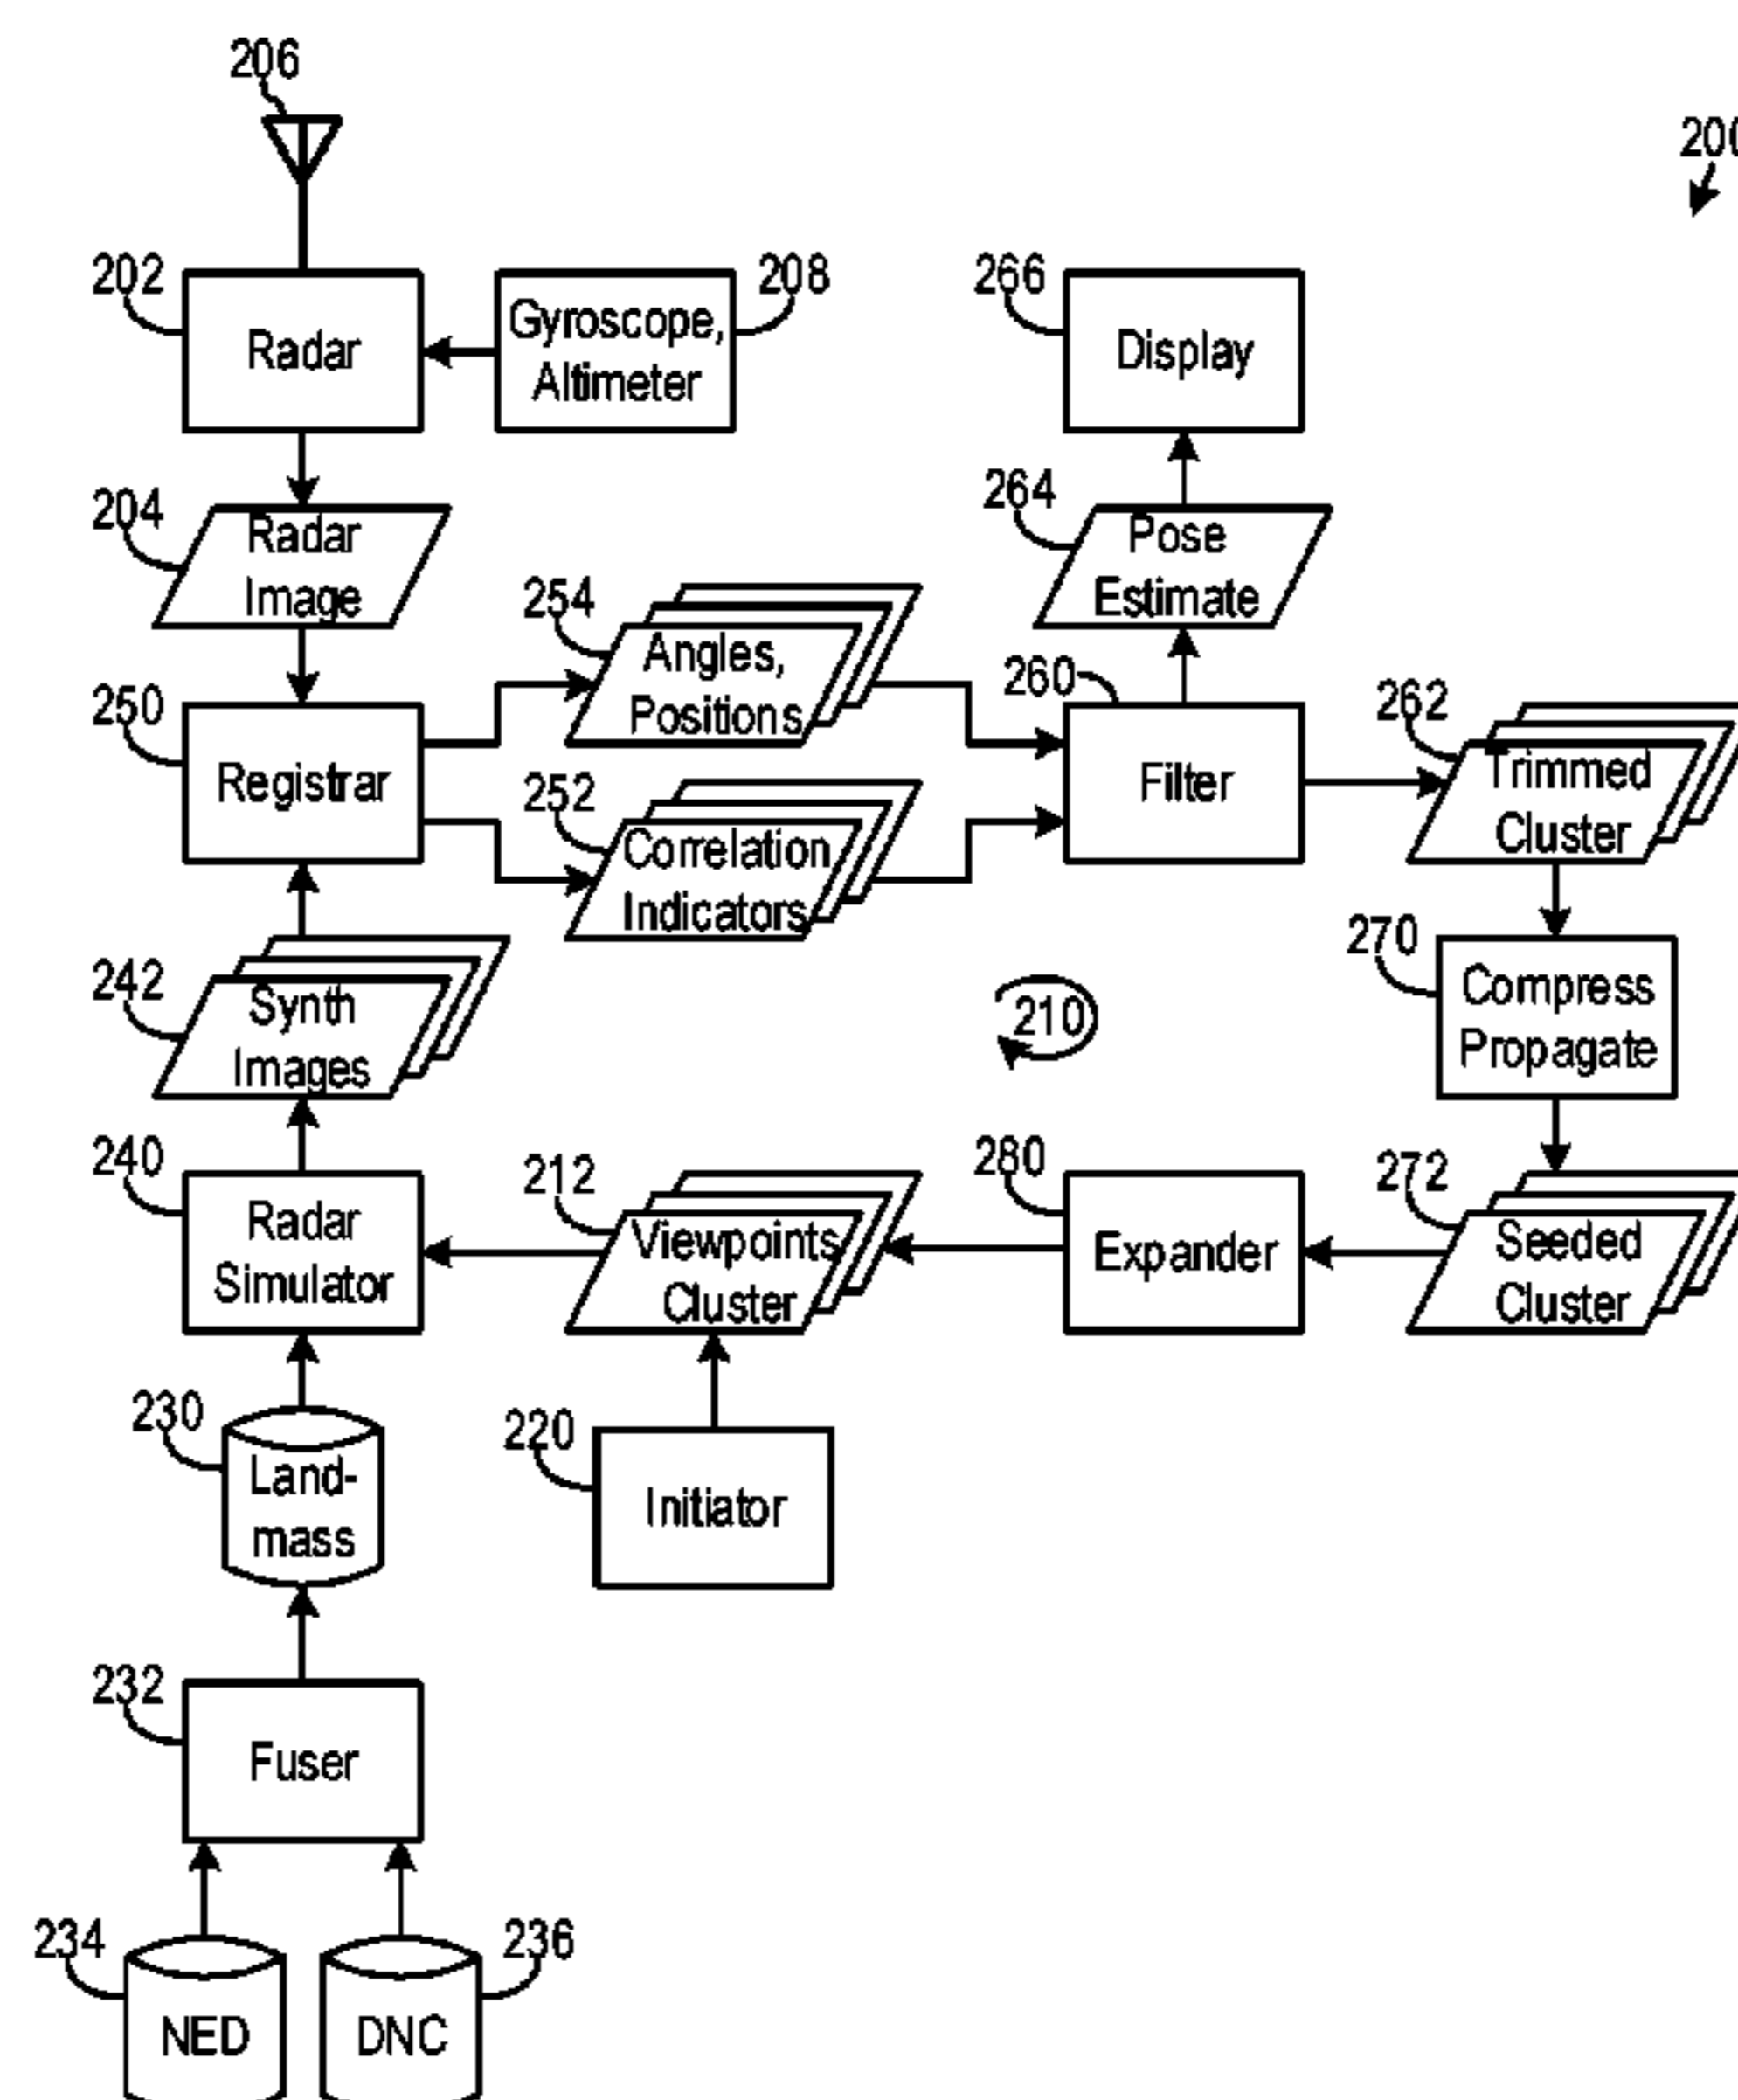 206
200
202
Radar
Gyroscope,
Altimeter
208
266
Display
204
Radar
Image
264
Pose
Estimate
254
Angles,
Positions
250
Registrar
260
Filter
262
Trimmed
Cluster
252
Correlation
Indicators
242
Synth
Images
210
270
Compress
Propagate
240
Radar
Simulator
212
Viewpoints
Cluster
280
Expander
272
Seeded
Cluster
230
Land-
mass
220
Initiator
232
Fuser
234
NED
DNC
236